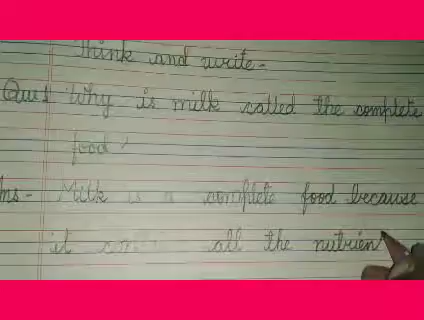 Think and write -
Ques 1 Why is milk called the complete
food ?
Ans - Milk is a complete food because
it all the nutrien